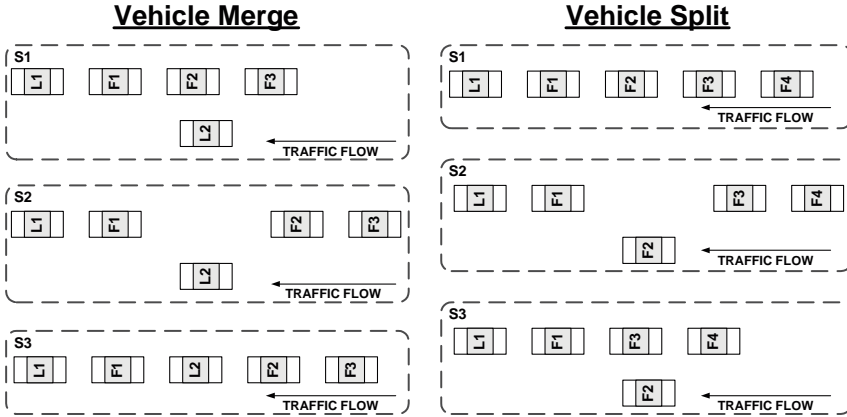 Vehicle Merge
S1
L1 F1 F2 F3
L2
TRAFFIC FLOW
S2
L1 F1 F2 F3
L2
TRAFFIC FLOW
S3
L1 F1 L2 F2 F3
TRAFFIC FLOW
Vehicle Split
S1
L1 F1 F2 F3 F4
TRAFFIC FLOW
S2
L1 F1 F3 F4
F2
TRAFFIC FLOW
S3
L1 F1 F3 F4
F2
TRAFFIC FLOW